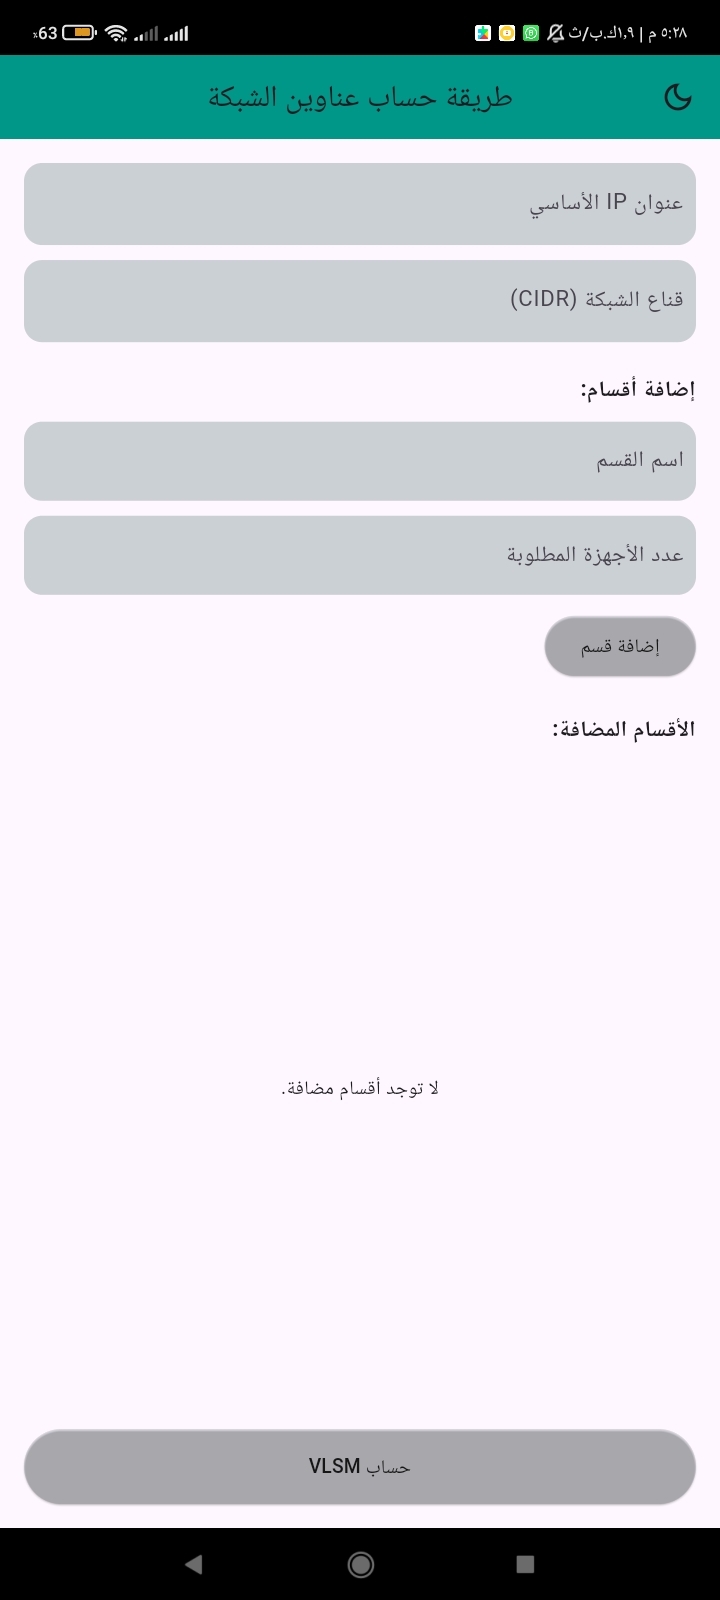 ٥:٢٨ م | ١,٩ك.ب/ث
63٪
طريقة حساب عناوين الشبكة
عنوان IP الأساسي
قناع الشبكة (CIDR)
إضافة أقسام:
اسم القسم
عدد الأجهزة المطلوبة
إضافة قسم
الأقسام المضافة:
لا توجد أقسام مضافة.
حساب VLSM